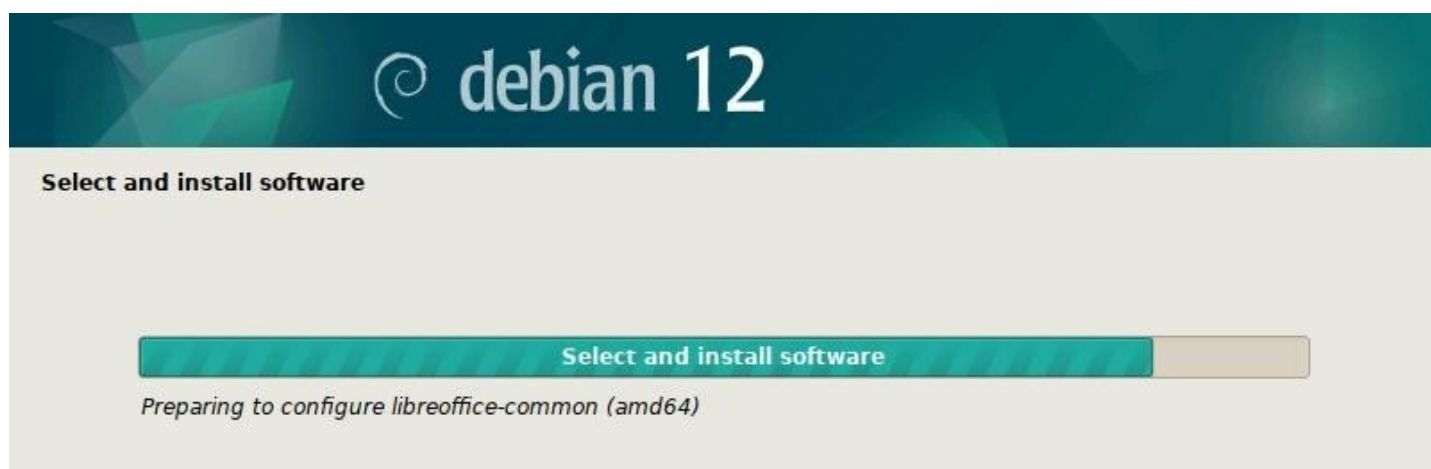 debian 12
Select and install software
Select and install software
Preparing to configure libreoffice-common (amd64)